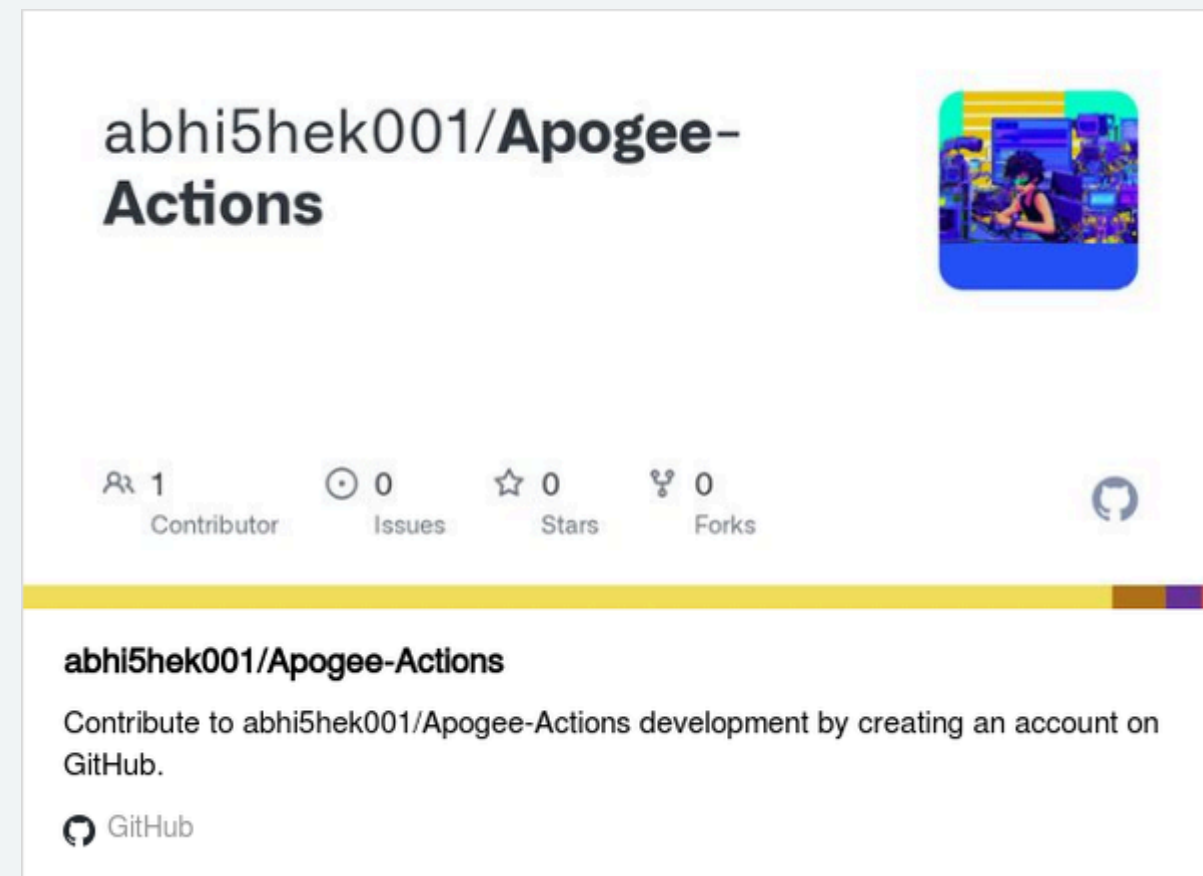 abhi5hek001/Apogee-
Actions
1
Contributor
0
Issues
0
Stars
0
Forks
abhi5hek001/Apogee-Actions
Contribute to abhi5hek001/Apogee-Actions development by creating an account on
GitHub.
GitHub